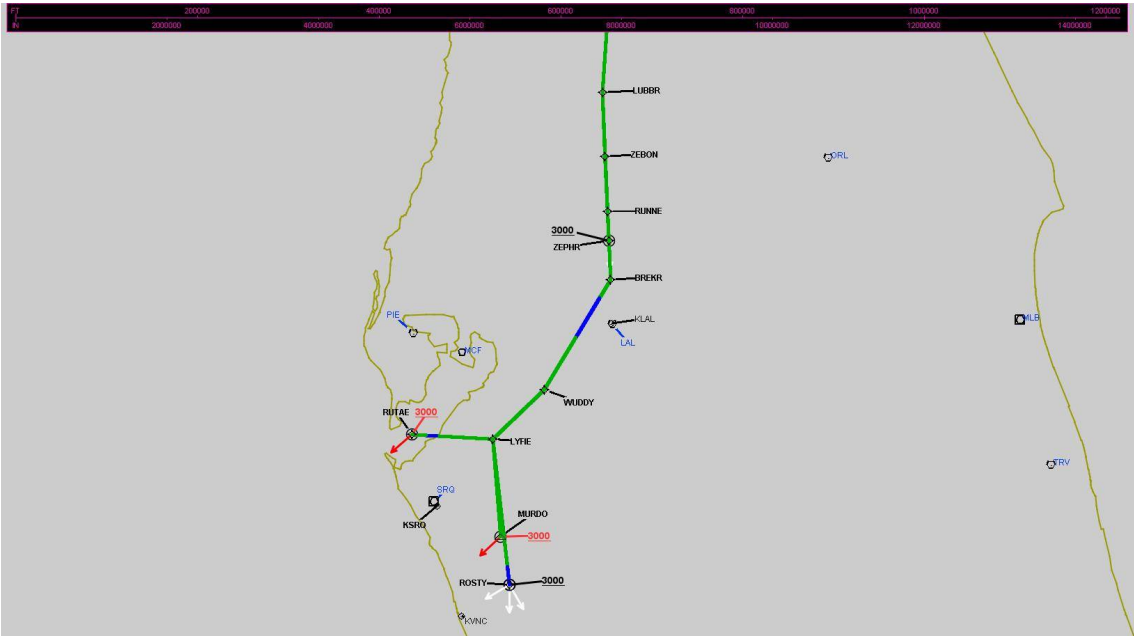 FT 200000 400000 600000 800000 1000000 1200000
IN 2000000 4000000 6000000 8000000 10000000 12000000 14000000
LUBBR
ZEBON
ORL
RUNNE
3000
ZEPHR
BREKR
PIE
KLAL
MLB
LAL
MCF
WUDDY
RUTAE 3000
LYFIE
TRV
SRQ
KSRQ
MURDO
3000
ROSTY 3000
KVNC